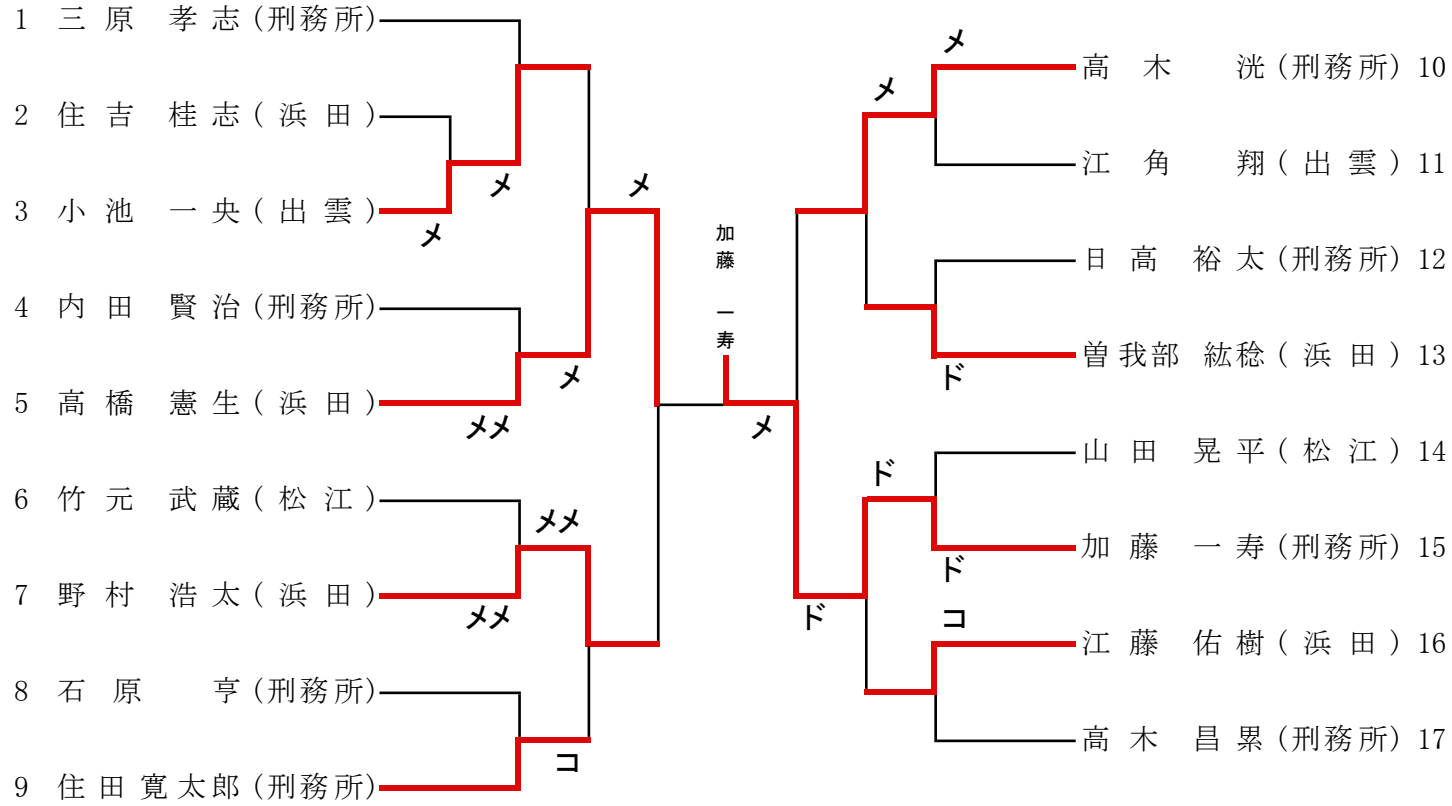 1 三原 孝志(刑務所)
2 住吉 桂志(浜田)
メ
3 小池 一央(出雲)
メ
4 内田 賢治(刑務所)
メ
5 高橋 憲生(浜田)
メメ
メ
6 竹元 武蔵(松江)
メメ
7 野村 浩太(浜田)
メメ
8 石原 亨(刑務所)
コ
9 住田 寛太郎(刑務所)
加藤 一寿
メ
メ
高木 洸(刑務所) 10
メ
江角 翔(出雲) 11
日高 裕太(刑務所) 12
曽我部 紘稔(浜田) 13
ド
山田 晃平(松江) 14
ド
加藤 一寿(刑務所) 15
ド
ド
コ
江藤 佑樹(浜田) 16
高木 昌累(刑務所) 17